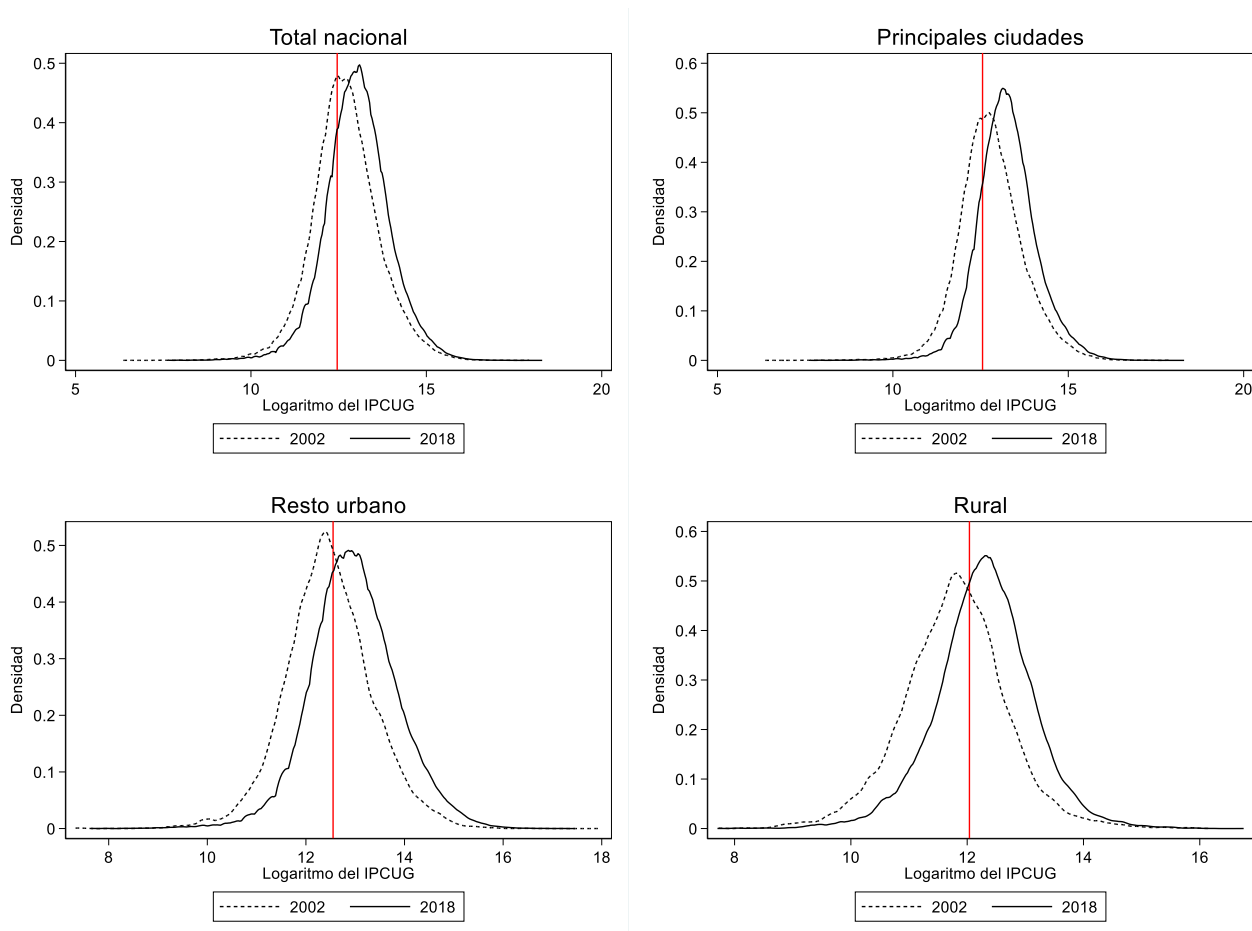 Total nacional
Densidad
0.5
0.4
0.3
0.2
0.1
0
5 10 15 20
Logaritmo del IPCUG
2002 2018
Principales ciudades
Densidad
0.6
0.5
0.4
0.3
0.2
0.1
0
5 10 15 20
Logaritmo del IPCUG
2002 2018
Resto urbano
Densidad
0.5
0.4
0.3
0.2
0.1
0
8 10 12 14 16 18
Logaritmo del IPCUG
2002 2018
Rural
Densidad
0.6
0.5
0.4
0.3
0.2
0.1
0
8 10 12 14 16
Logaritmo del IPCUG
2002 2018